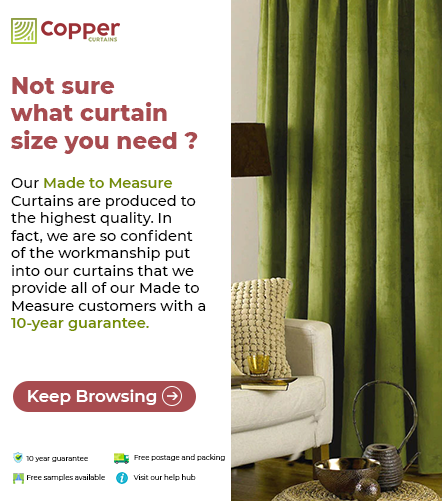 Copper
CURTAINS
Not sure
what curtain
size you need ?
Our Made to Measure
Curtains are produced to
the highest quality. In
fact, we are so confident
of the workmanship put
into our curtains that we
provide all of our Made to
Measure customers with a
10-year guarantee.
Keep Browsing
10 year guarantee
Free postage and packing
Free samples available
Visit our help hub